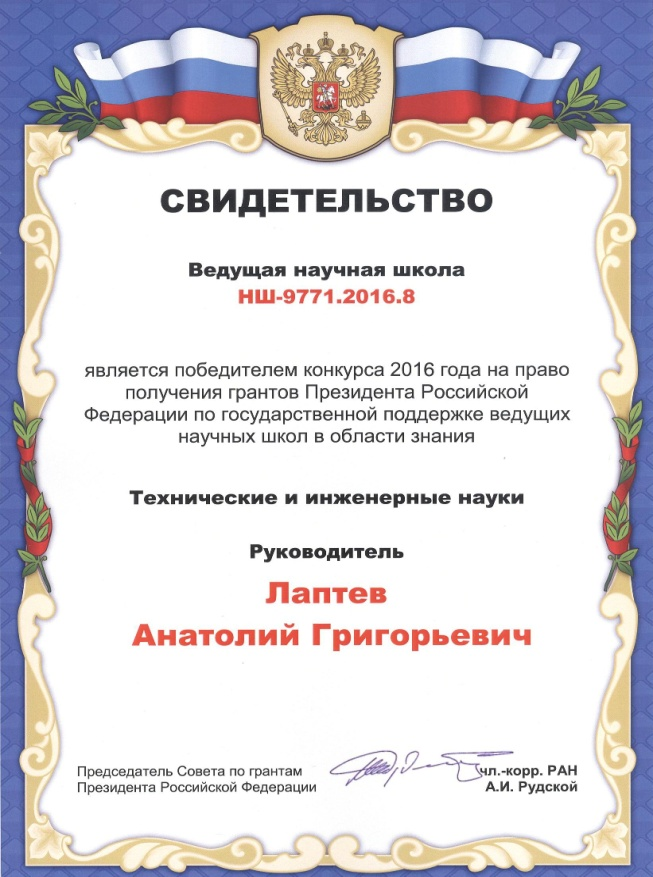 СВИДЕТЕЛЬСТВО
Ведущая научная школа
НШ-9771.2016.8
является победителем конкурса 2016 года на право
получения грантов Президента Российской
Федерации по государственной поддержке ведущих
научных школ в области знания
Технические и инженерные науки
Руководитель
Лаптев
Анатолий Григорьевич
Председатель Совета по грантам
Президента Российской Федерации
чл.-корр. РАН
А.И. Рудской